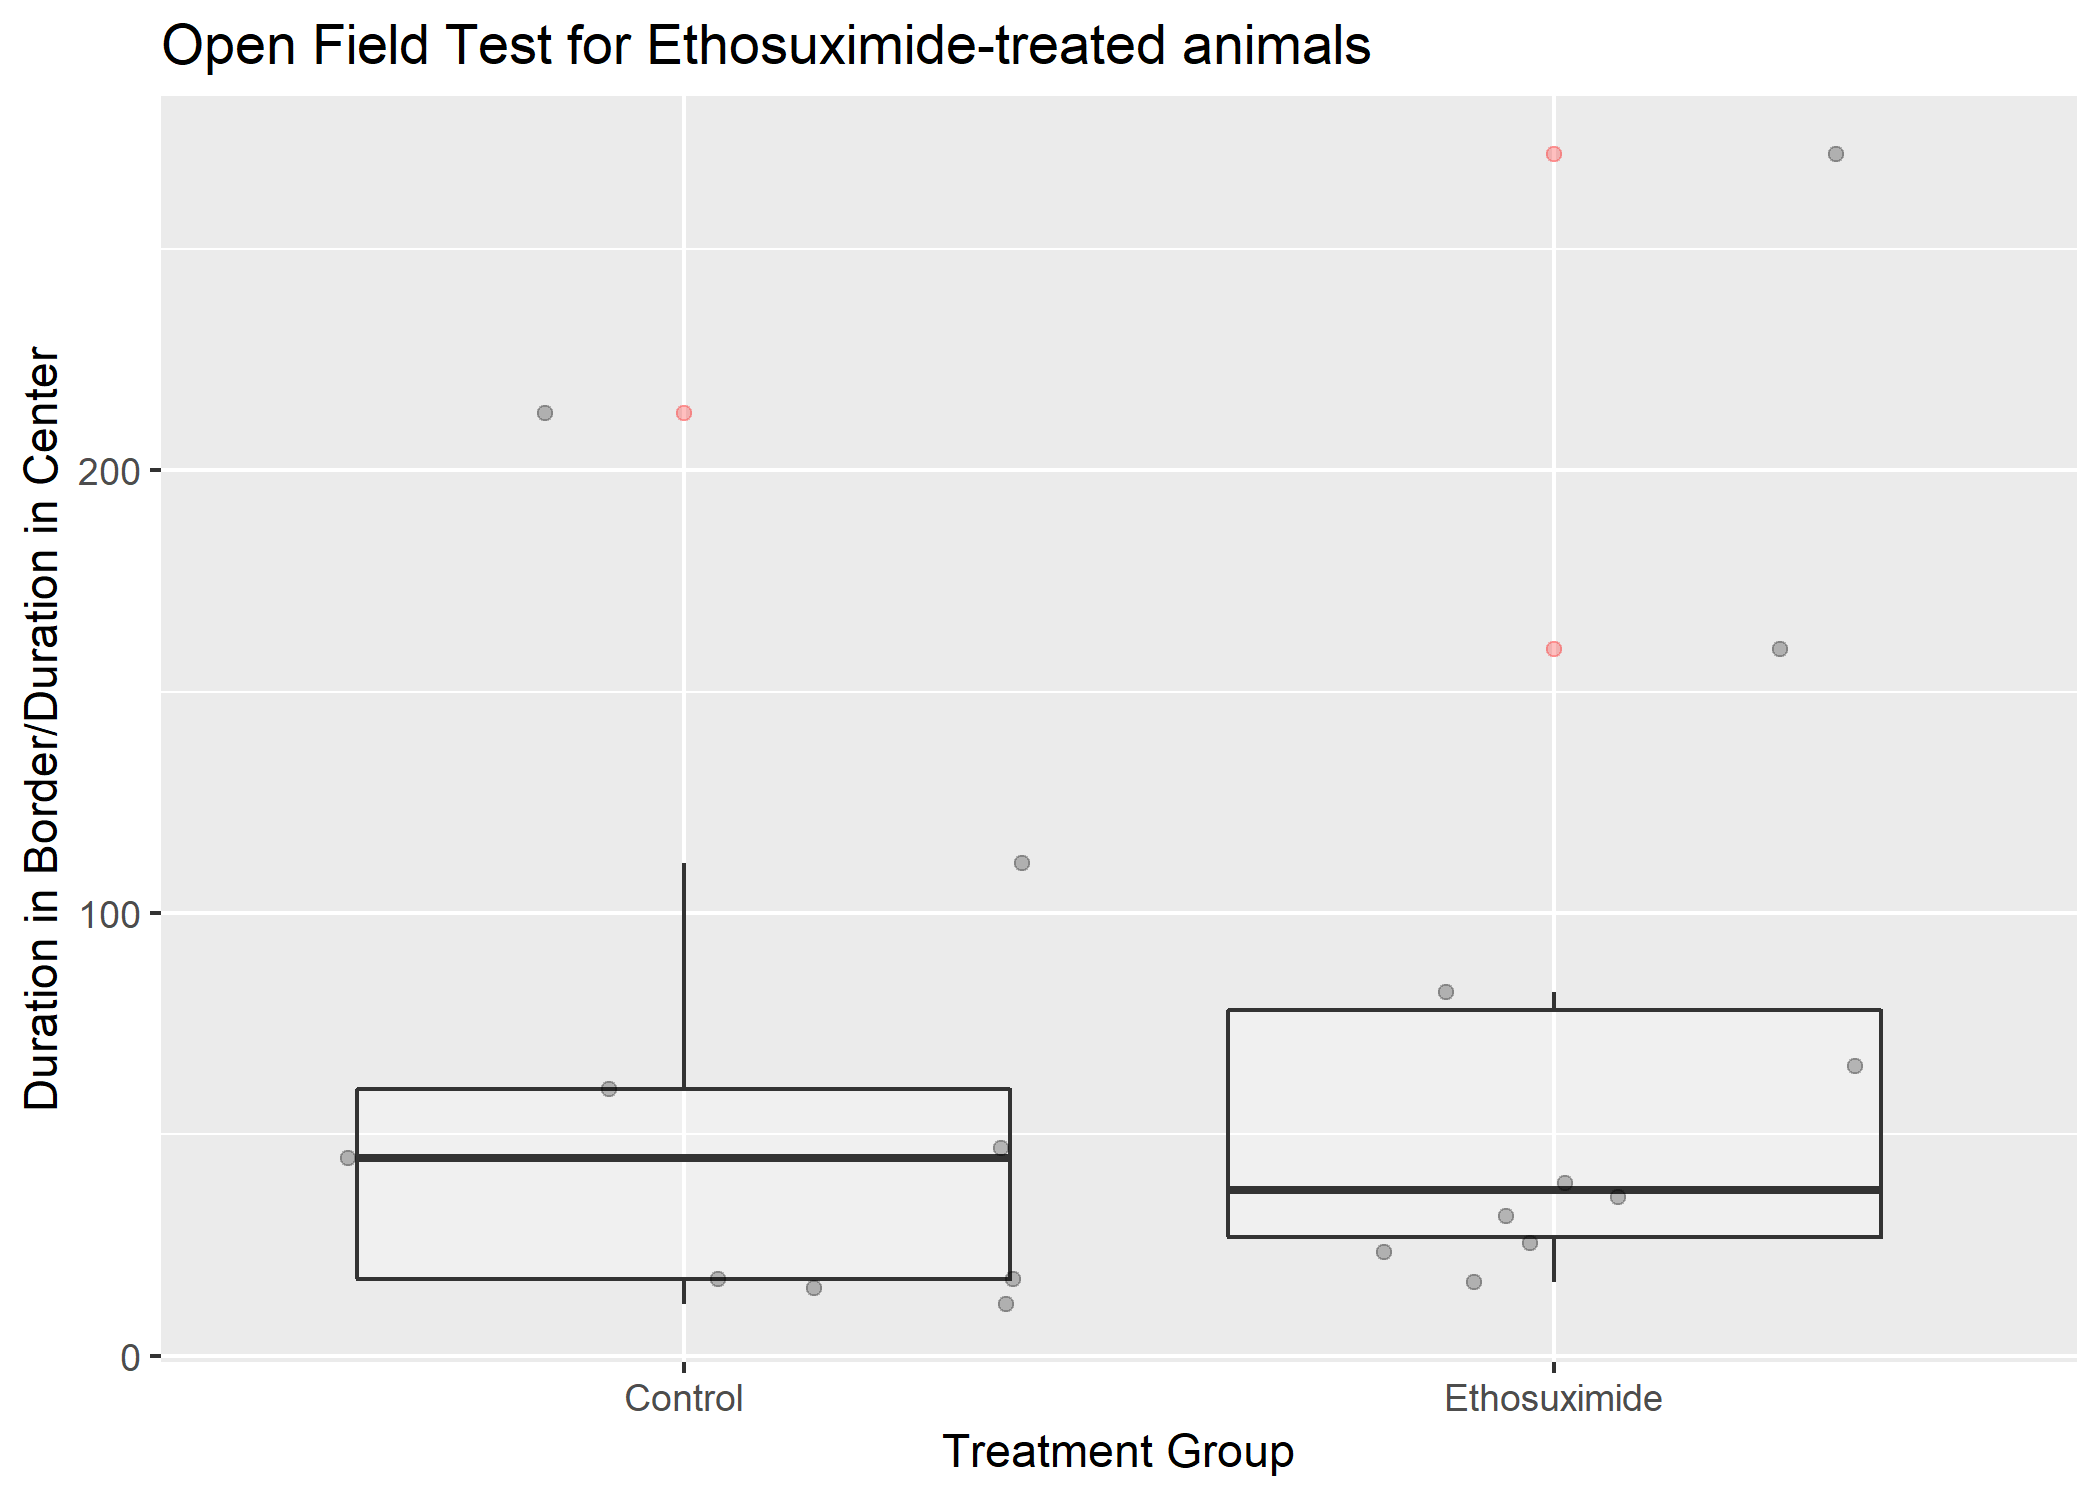 Open Field Test for Ethosuximide-treated animals
Duration in Border/Duration in Center
200
100
0
Control
Ethosuximide
Treatment Group